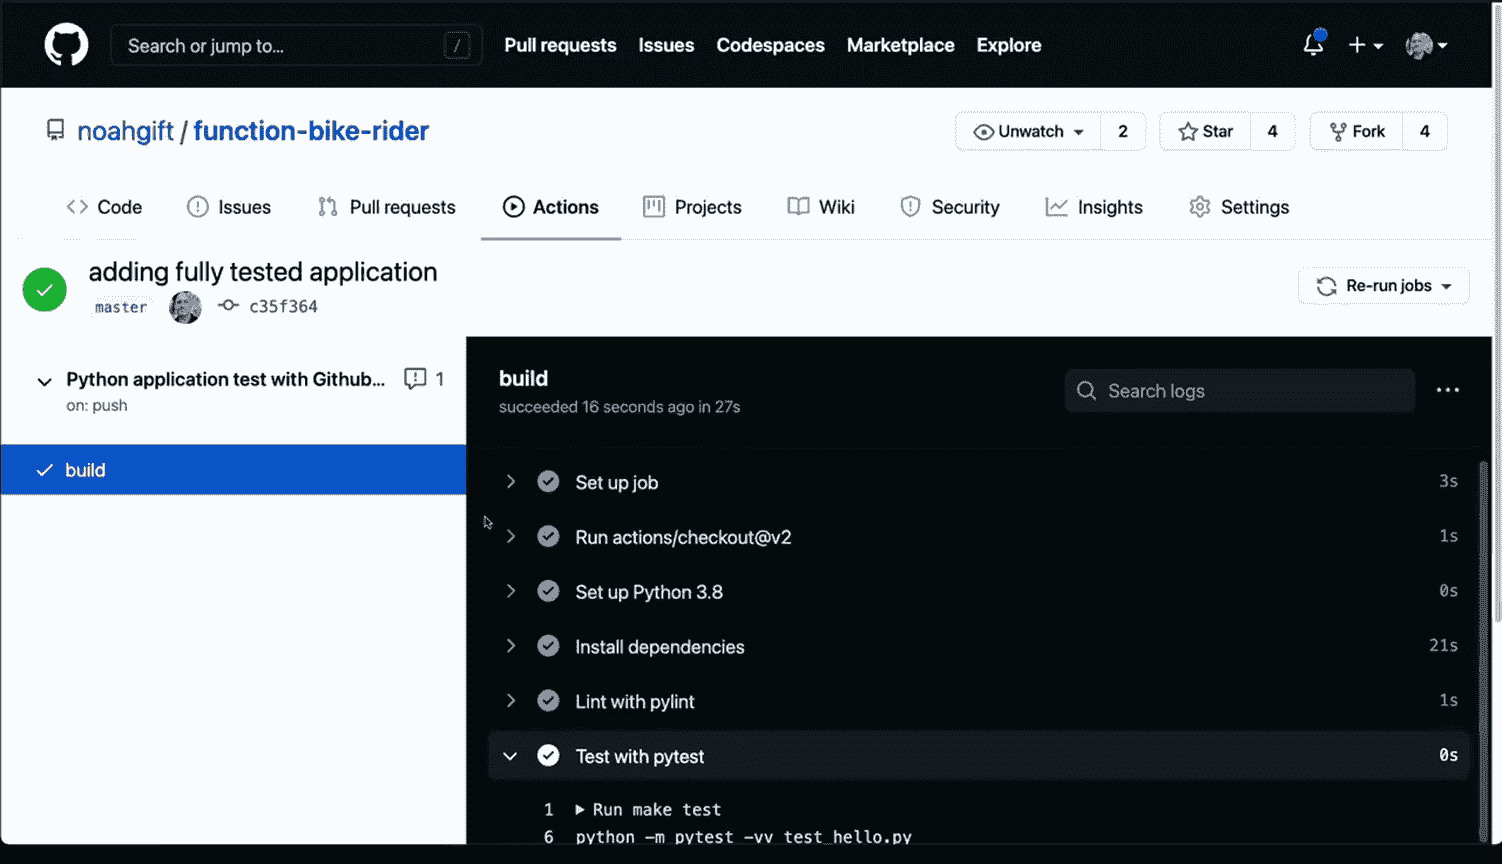 Search or jump to... /
Pull requests Issues Codespaces Marketplace Explore
noahgift / function-bike-rider
Unwatch 2 Star 4 Fork 4
Code Issues Pull requests Actions Projects Wiki Security Insights Settings
adding fully tested application
master c35f364
Re-run jobs
Python application test with Github... 1
on: push
build
build
succeeded 16 seconds ago in 27s
Search logs
Set up job 3s
Run actions/checkout@v2 1s
Set up Python 3.8 0s
Install dependencies 21s
Lint with pylint 1s
Test with pytest 0s
1 Run make test
6 python -m pytest -vv test_hello.py